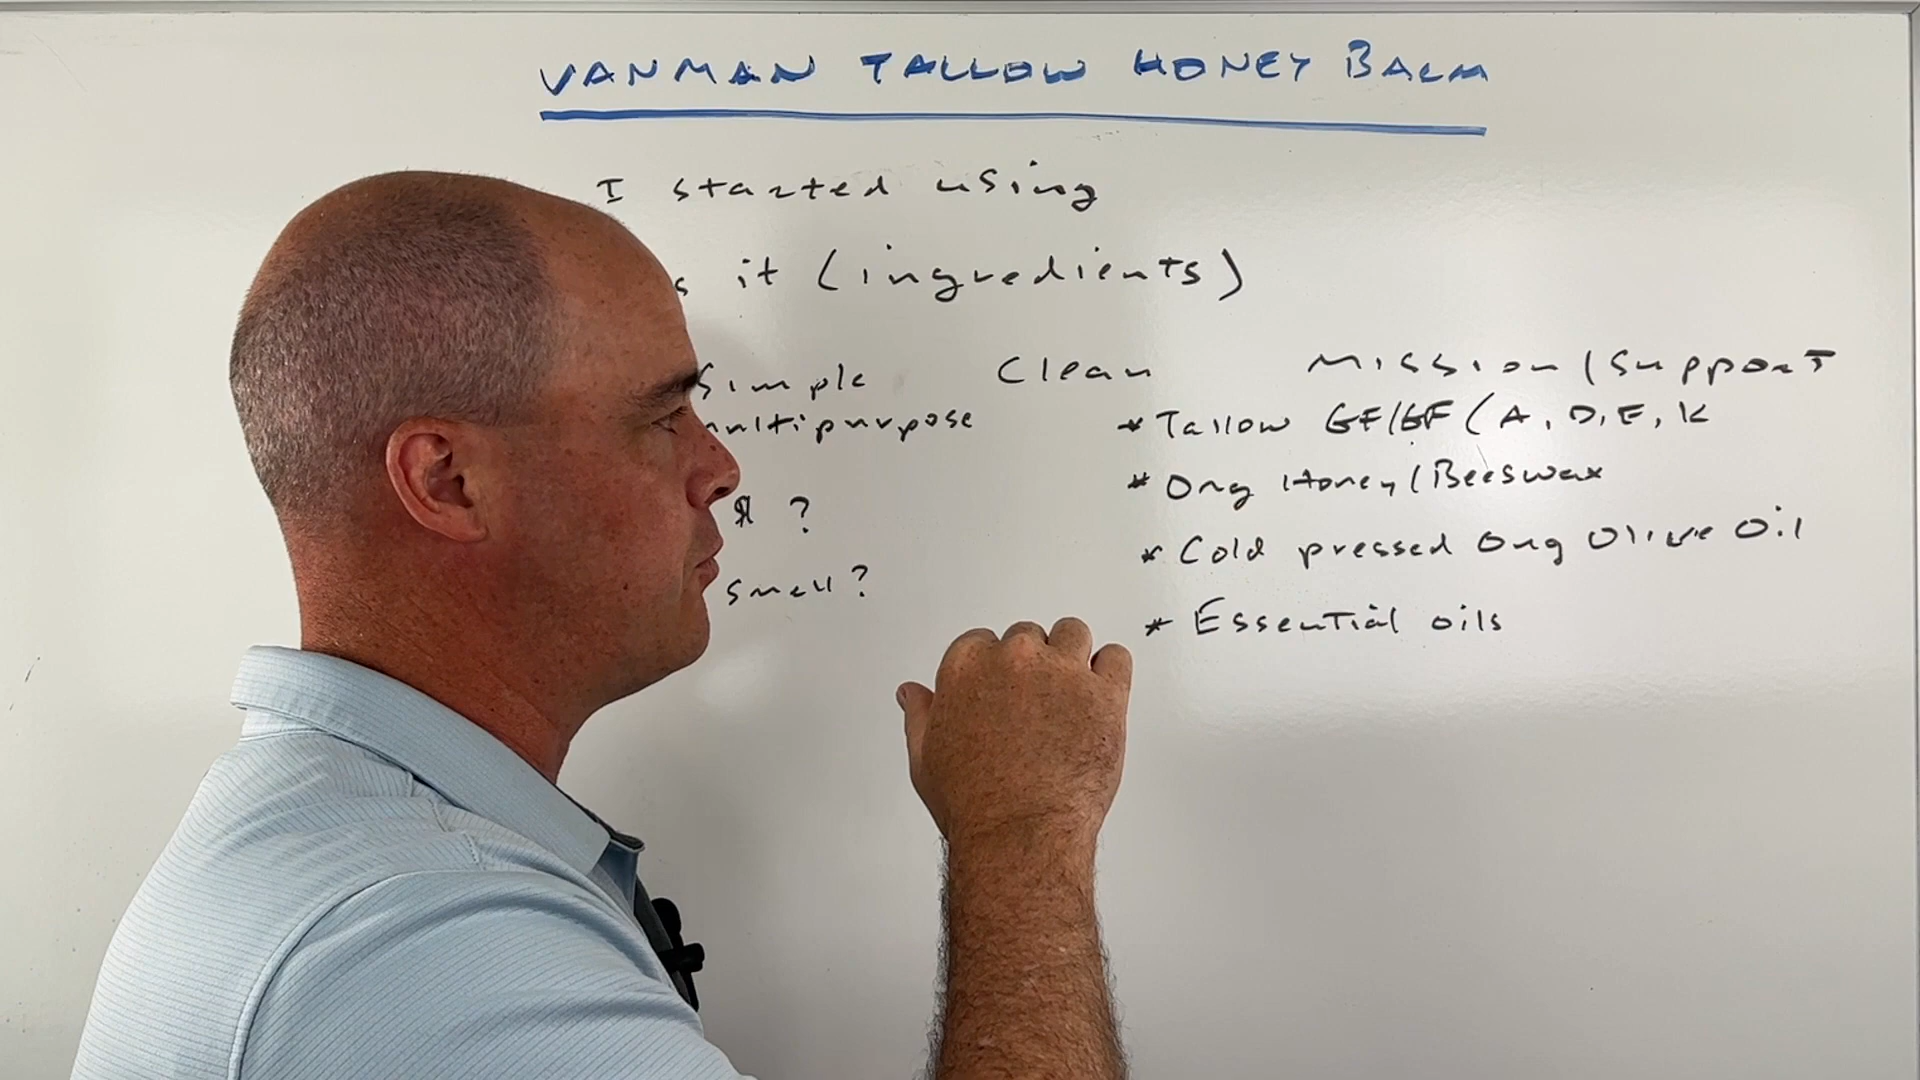 VANMAN TALLOW HONEY BALM
I started using
s it (ingredients)
Simple Clean Mission/Support
multipurpose
* Tallow GF/GF (A, D, E, K
* Org Honey/Beeswax
?
* Cold pressed Org Olive Oil
smell?
* Essential oils